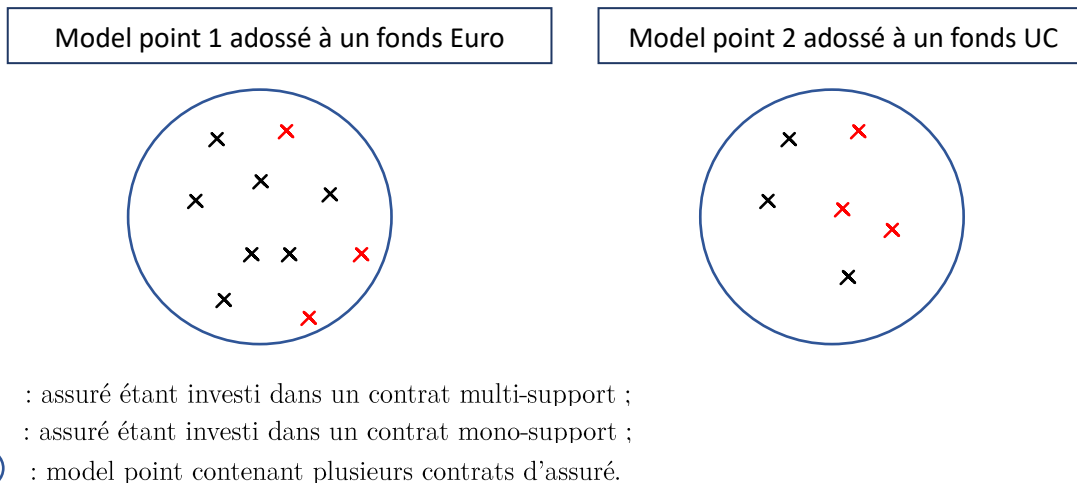 Model point 1 adossé à un fonds Euro
Model point 2 adossé à un fonds UC
: assuré étant investi dans un contrat multi-support ;
: assuré étant investi dans un contrat mono-support ;
: model point contenant plusieurs contrats d'assuré.